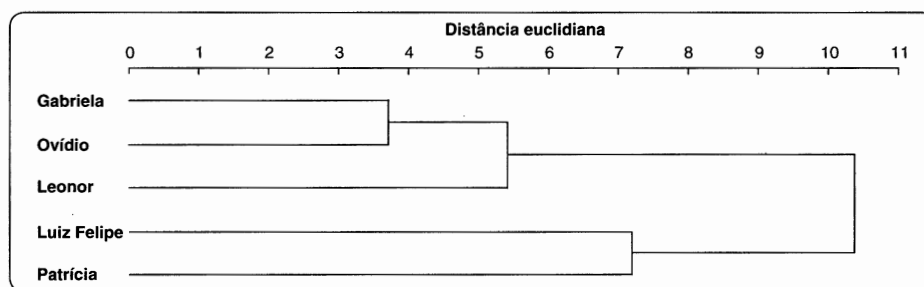 Distância euclidiana
0 1 2 3 4 5 6 7 8 9 10 11
Gabriela
Ovídio
Leonor
Luiz Felipe
Patrícia